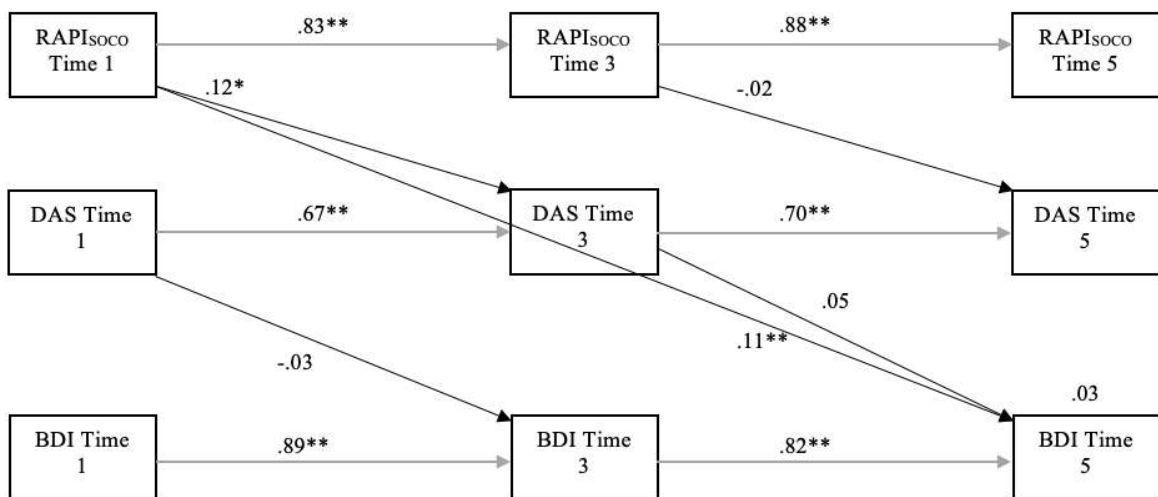 .83**
.88**
RAPISOCO
Time 1
RAPISOCO
Time 3
RAPISOCO
Time 5
.12*
-.02
.67**
.70**
DAS Time
1
DAS Time
3
DAS Time
5
.05
-.03
.11**
.03
.89**
.82**
BDI Time
1
BDI Time
3
BDI Time
5